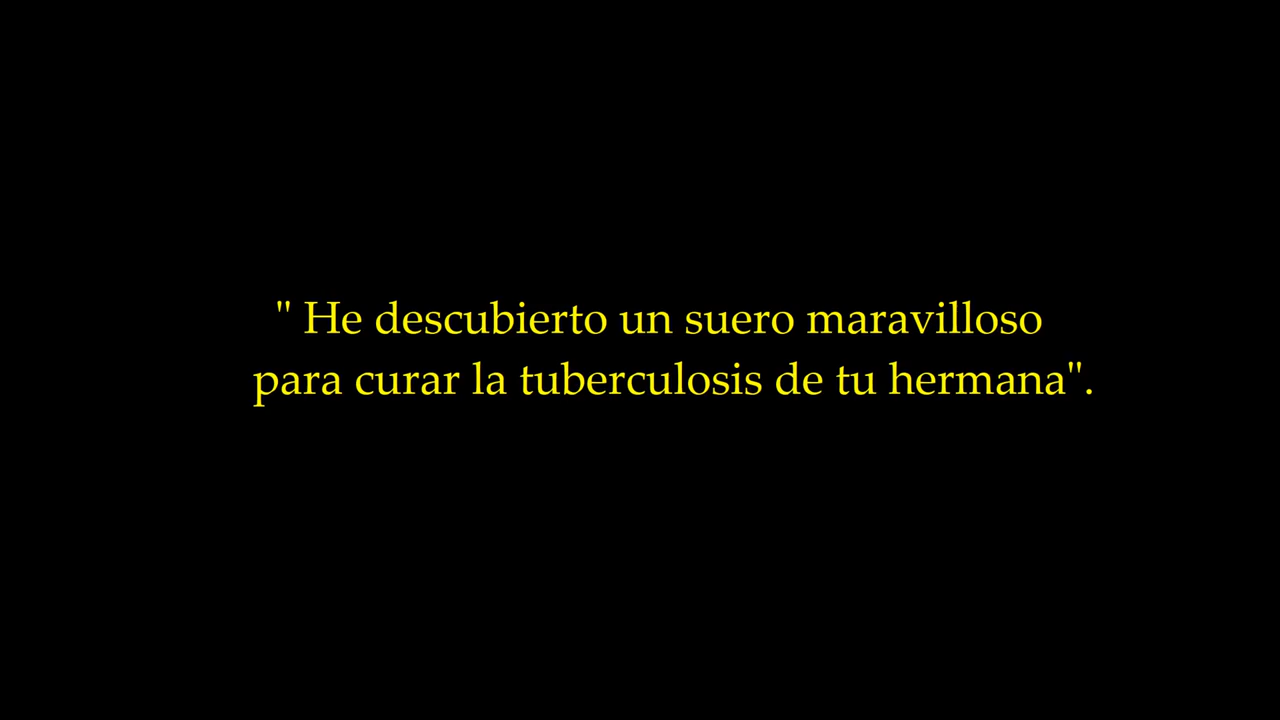 " He descubierto un suero maravilloso
para curar la tuberculosis de tu hermana".